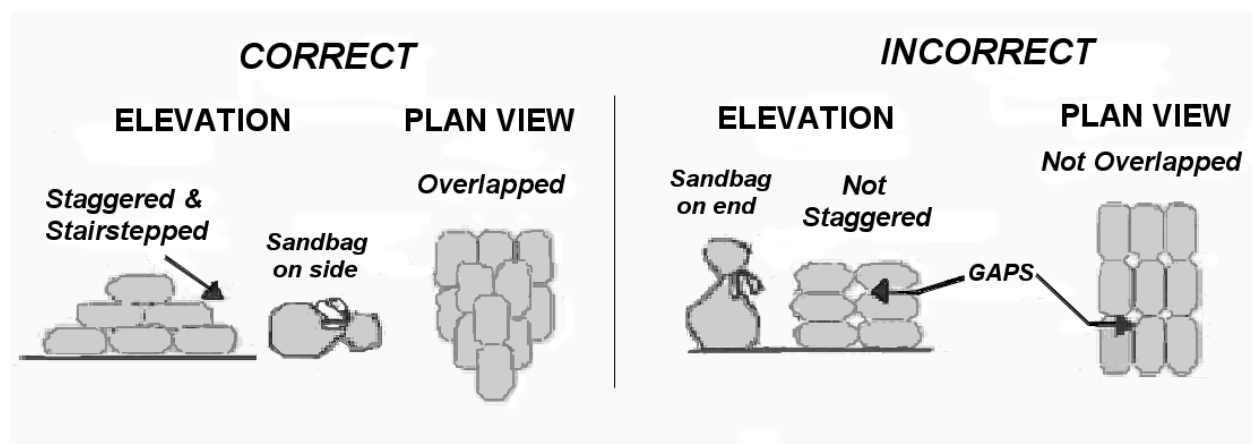 CORRECT
ELEVATION
PLAN VIEW
Staggered &
Stairstepped
Sandbag
on side
Overlapped
INCORRECT
ELEVATION
PLAN VIEW
Sandbag
on end
Not
Staggered
GAPS
Not Overlapped